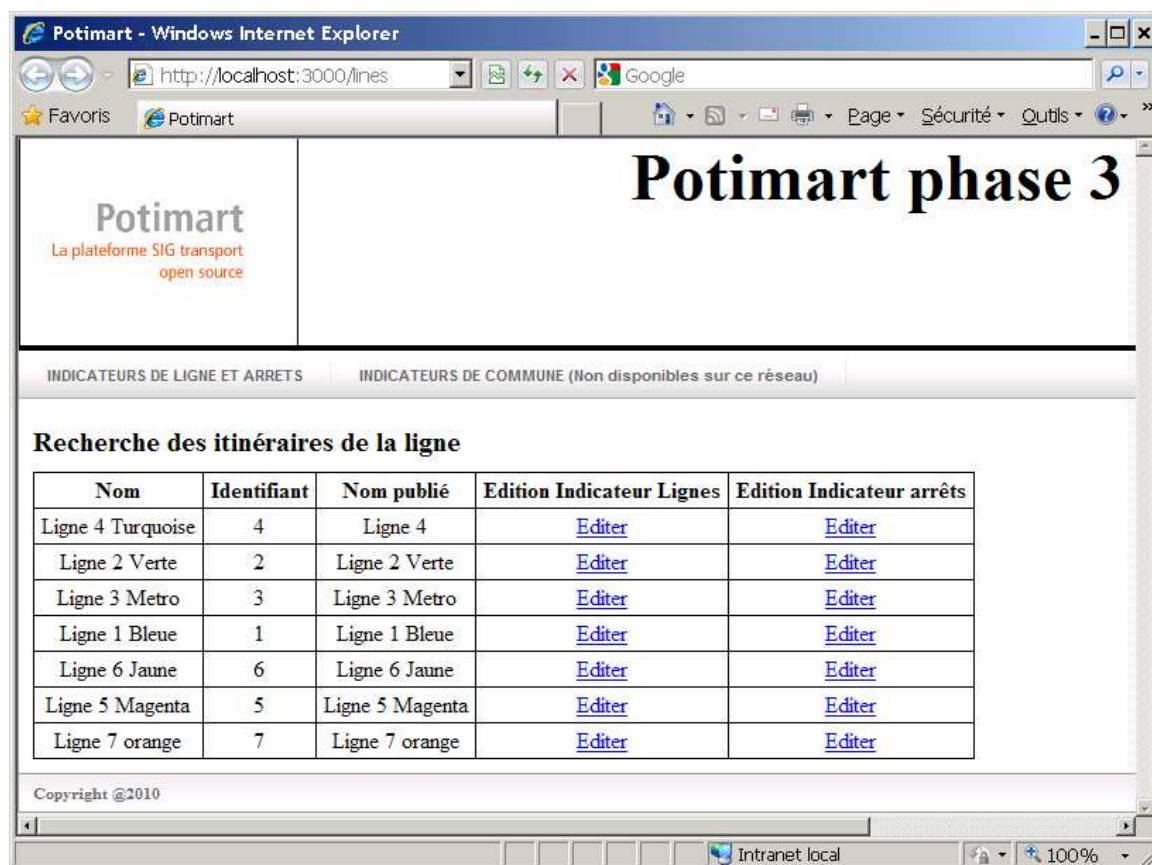 Potimart - Windows Internet Explorer
http://localhost:3000/lines
Google
Favoris
Potimart
Page
Sécurité
Outils
»
Potimart
La plateforme SIG transport
open source
Potimart phase 3
INDICATEURS DE LIGNE ET ARRETS
INDICATEURS DE COMMUNE (Non disponibles sur ce réseau)
Recherche des itinéraires de la ligne
Nom Identifiant Nom publié Edition Indicateur Lignes Edition Indicateur arrêts
Ligne 4 Turquoise 4 Ligne 4 Editer Editer
Ligne 2 Verte 2 Ligne 2 Verte Editer Editer
Ligne 3 Metro 3 Ligne 3 Metro Editer Editer
Ligne 1 Bleue 1 Ligne 1 Bleue Editer Editer
Ligne 6 Jaune 6 Ligne 6 Jaune Editer Editer
Ligne 5 Magenta 5 Ligne 5 Magenta Editer Editer
Ligne 7 orange 7 Ligne 7 orange Editer Editer
Copyright @2010
Intranet local
100%